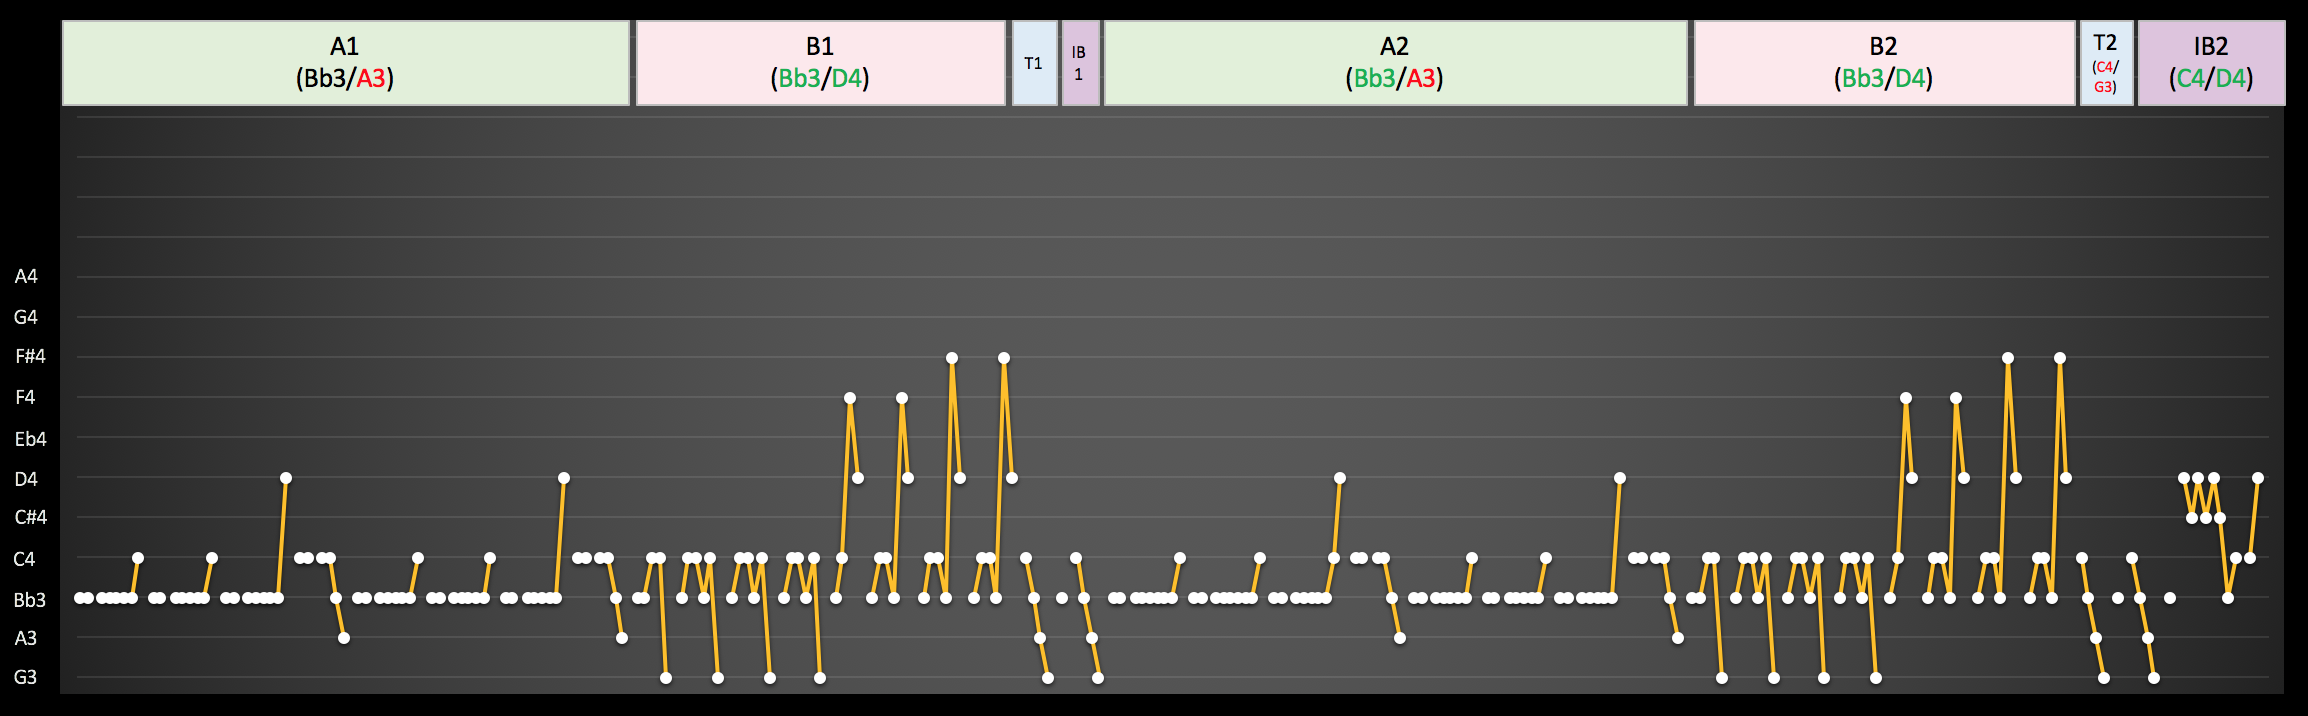 A1
(Bb3/A3)
B1
(Bb3/D4)
T1
IB
1
A2
(Bb3/A3)
B2
(Bb3/D4)
T2
(C4/
G3)
IB2
(C4/D4)
A4
G4
F#4
F4
Eb4
D4
C#4
C4
Bb3
A3
G3